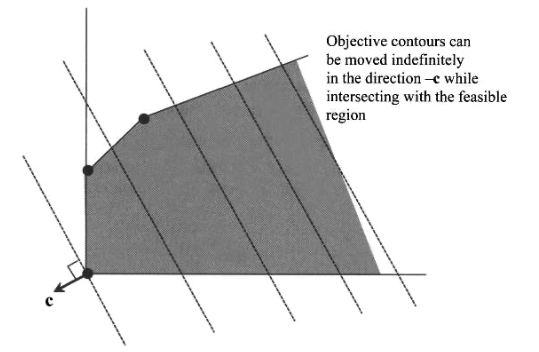 Objective contours can
be moved indefinitely
in the direction –c while
intersecting with the feasible
region
c